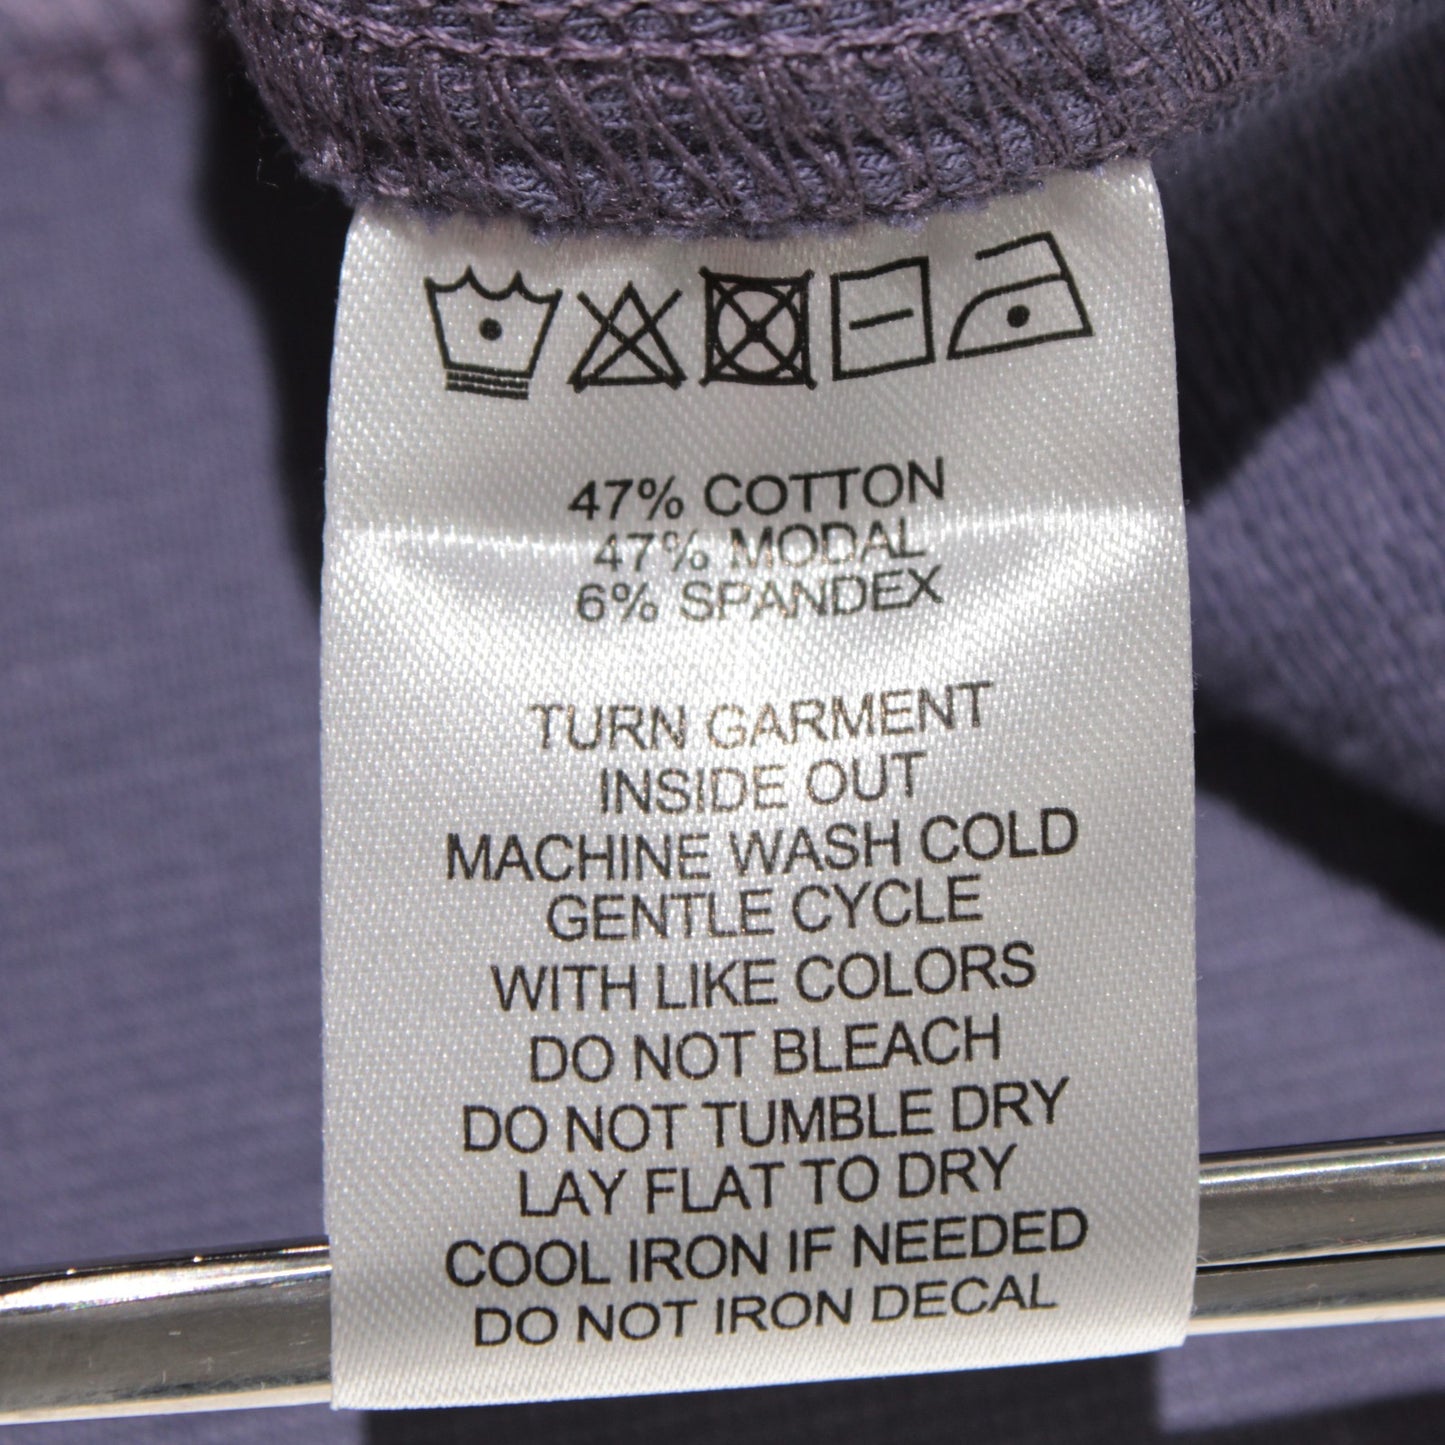 47% COTTON
47% MODAL
6% SPANDEX
TURN GARMENT
INSIDE OUT
MACHINE WASH COLD
GENTLE CYCLE
WITH LIKE COLORS
DO NOT BLEACH
DO NOT TUMBLE DRY
LAY FLAT TO DRY
COOL IRON IF NEEDED
DO NOT IRON DECAL